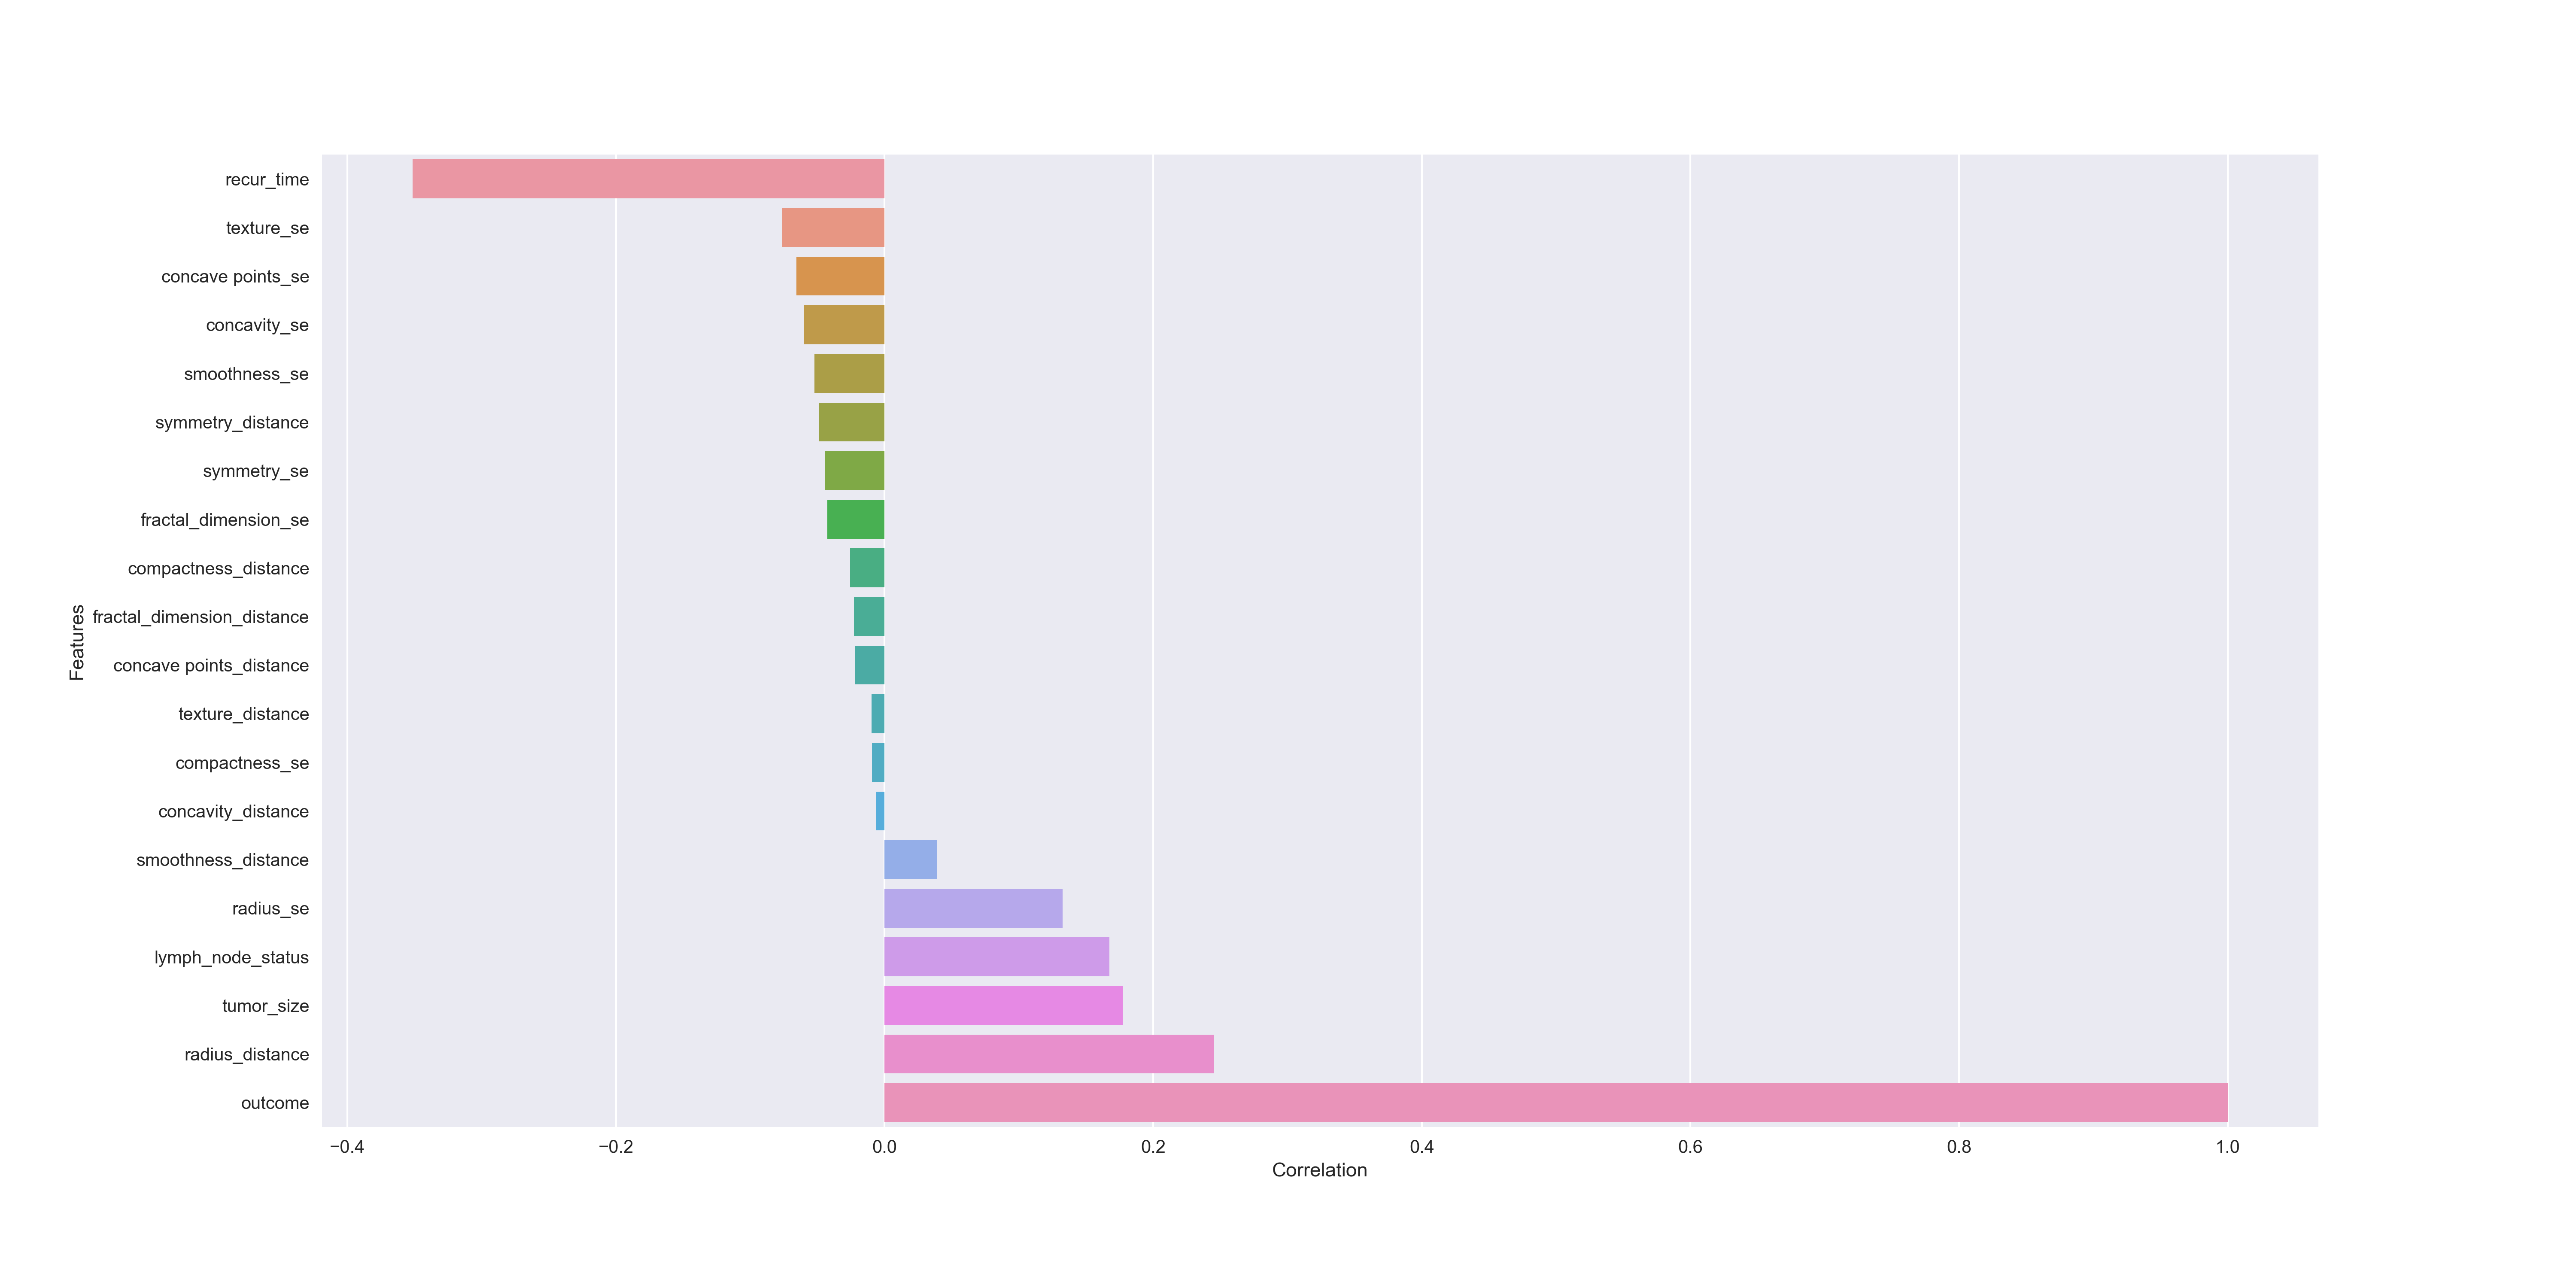 recur_time
texture_se
concave points_se
concavity_se
smoothness_se
symmetry_distance
symmetry_se
fractal_dimension_se
compactness_distance
fractal_dimension_distance
concave points_distance
texture_distance
compactness_se
concavity_distance
smoothness_distance
radius_se
lymph_node_status
tumor_size
radius_distance
outcome
Features
−0.4 −0.2 0.0 0.2 0.4 0.6 0.8 1.0
Correlation